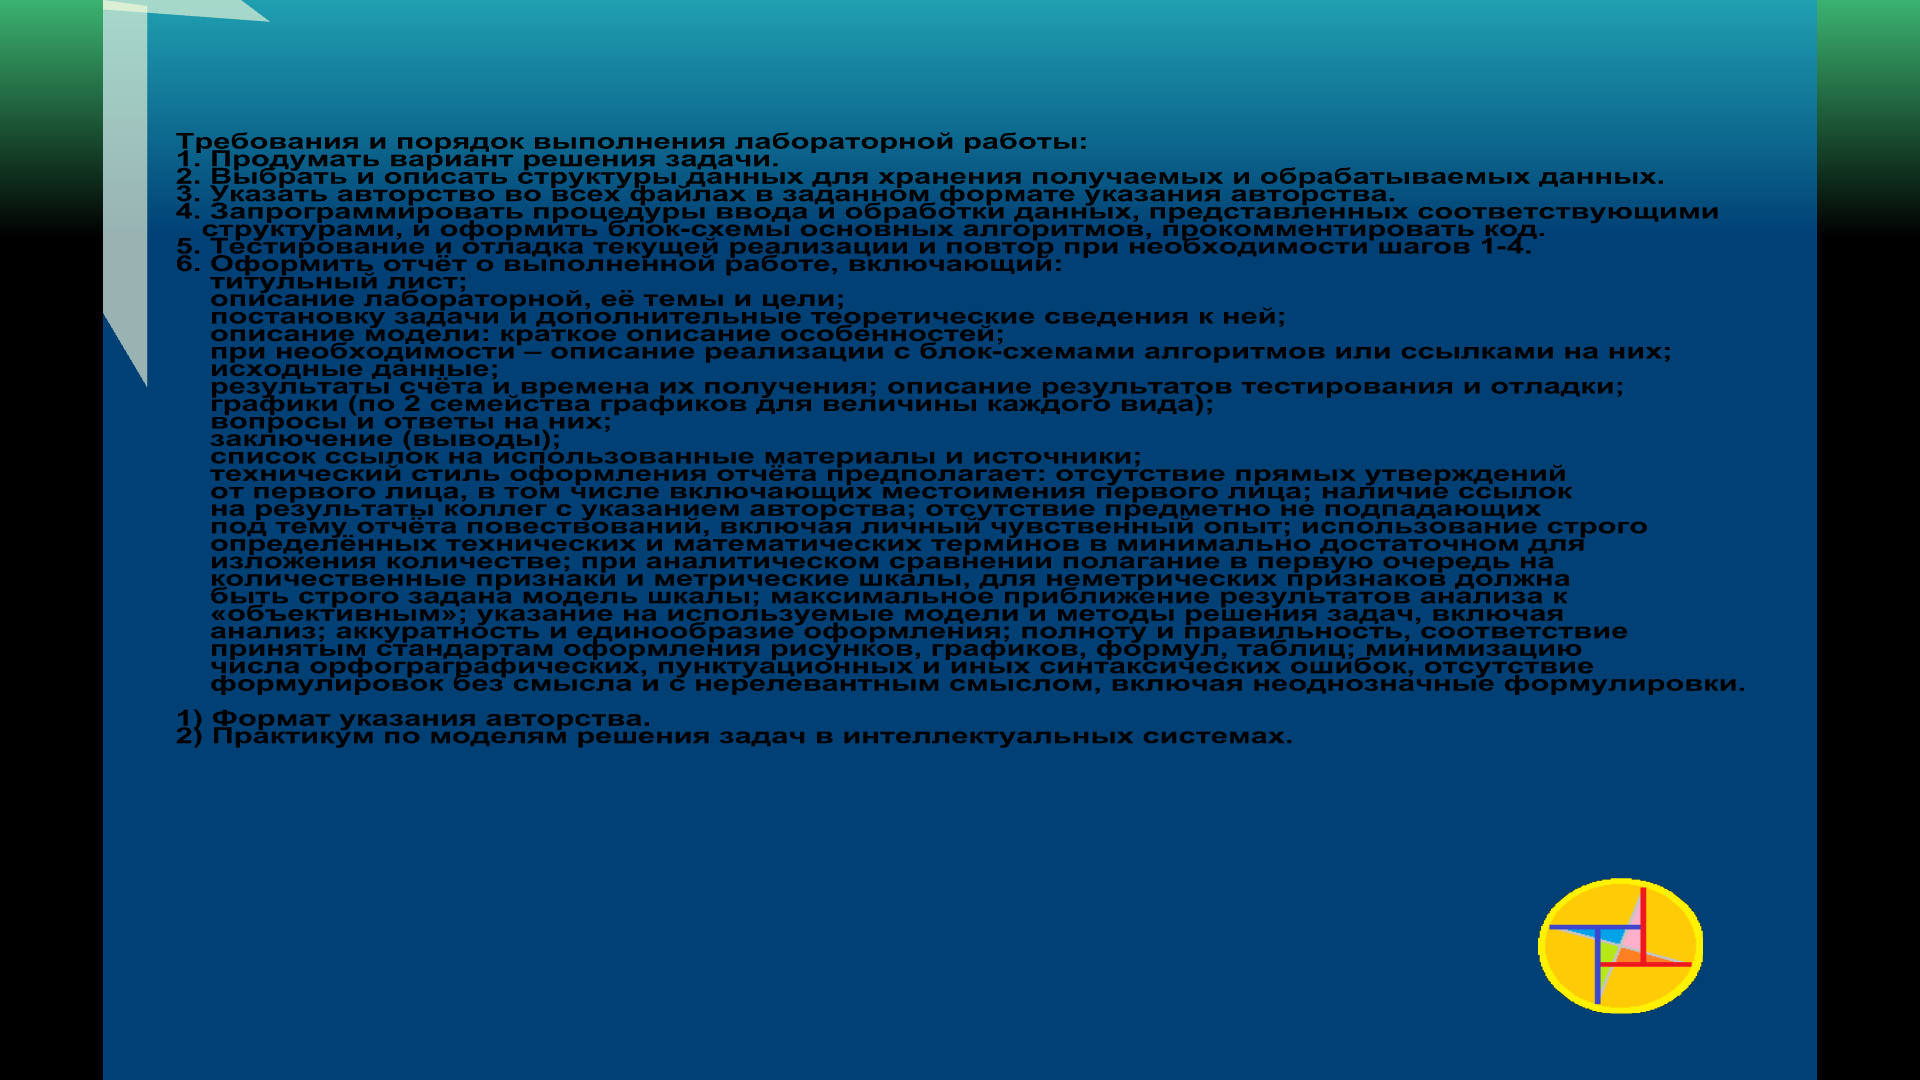 Требования и порядок выполнения лабораторной работы:
1. Продумать вариант решения задачи.
2. Выбрать и описать структуры данных для хранения получаемых и обрабатываемых данных.
3. Указать авторство во всех файлах в заданном формате указания авторства.
4. Запрограммировать процедуры ввода и обработки данных, представленных соответствующими
структурами, и оформить блок-схемы основных алгоритмов, прокомментировать код.
5. Тестирование и отладка текущей реализации и повтор при необходимости шагов 1-4.
6. Оформить отчёт о выполненной работе, включающий:
титульный лист;
описание лабораторной, её темы и цели;
постановку задачи и дополнительные теоретические сведения к ней;
описание модели: краткое описание особенностей;
при необходимости – описание реализации с блок-схемами алгоритмов или ссылками на них;
исходные данные;
результаты счёта и времена их получения; описание результатов тестирования и отладки;
графики (по 2 семейства графиков для величины каждого вида);
вопросы и ответы на них;
заключение (выводы);
список ссылок на использованные материалы и источники;
технический стиль оформления отчёта предполагает: отсутствие прямых утверждений
от первого лица, в том числе включающих местоимения первого лица; наличие ссылок
на результаты коллег с указанием авторства; отсутствие предметно не подпадающих
под тему отчёта повествований, включая личный чувственный опыт; использование строго
определённых технических и математических терминов в минимально достаточном для
изложения количестве; при аналитическом сравнении полагание в первую очередь на
количественные признаки и метрические шкалы, для неметрических признаков должна
быть строго задана модель шкалы; максимальное приближение результатов анализа к
«объективным»; указание на используемые модели и методы решения задач, включая
анализ; аккуратность и единообразие оформления; полноту и правильность, соответствие
принятым стандартам оформления рисунков, графиков, формул, таблиц; минимизацию
числа орфограграфических, пунктуационных и иных синтаксических ошибок, отсутствие
формулировок без смысла и с нерелевантным смыслом, включая неоднозначные формулировки.
1) Формат указания авторства.
2) Практикум по моделям решения задач в интеллектуальных системах.